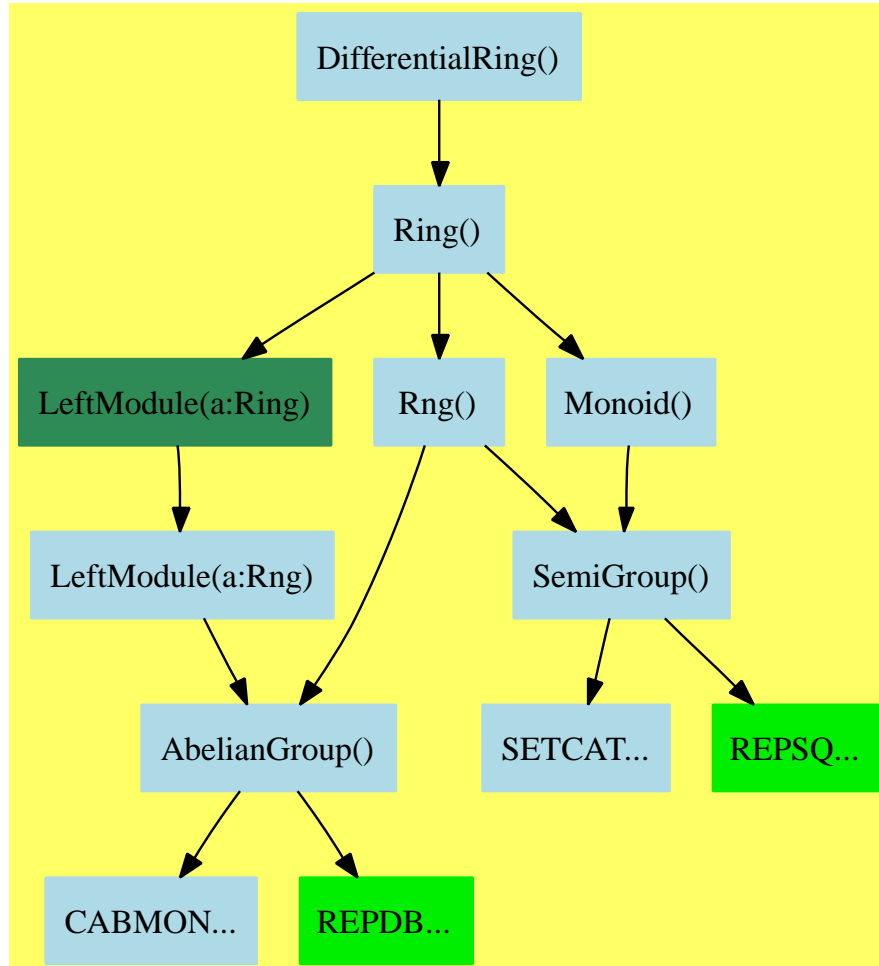 DifferentialRing()
Ring()
LeftModule(a:Ring)
Rng()
Monoid()
LeftModule(a:Rng)
SemiGroup()
AbelianGroup()
SETCAT...
REPSQ...
CABMON...
REPDB...